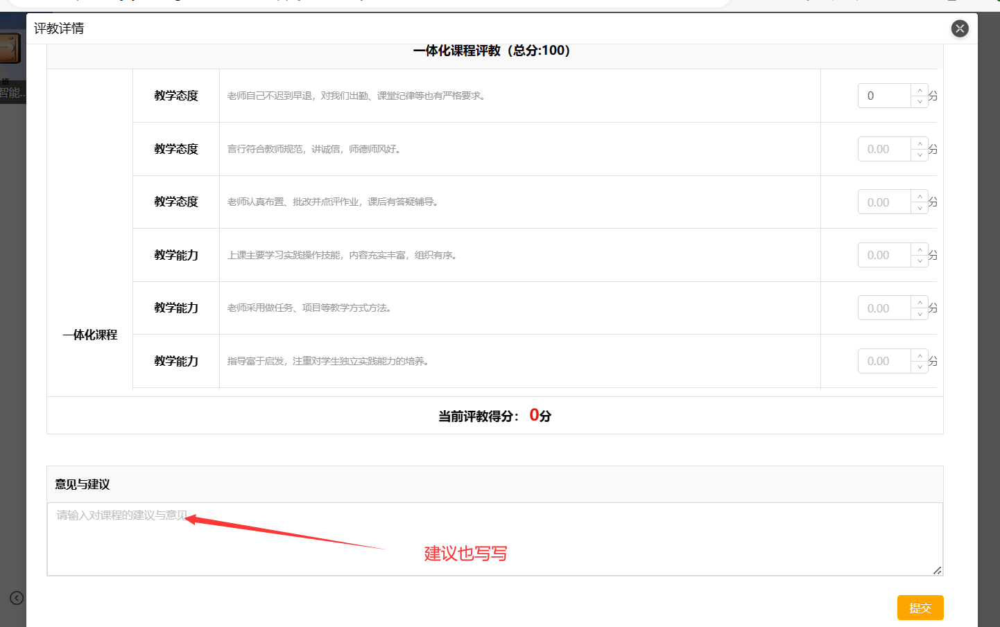 评教详情
班
智能...
一体化课程评教（总分:100）
教学态度 老师自己不迟到早退，对我们出勤、课堂纪律等也有严格要求。 0 分
教学态度 言行符合教师规范，讲诚信，师德师风好。 0.00 分
教学态度 老师认真布置、批改并点评作业，课后有答疑辅导。 0.00 分
教学能力 上课主要学习实践操作技能，内容充实丰富，组织有序。 0.00 分
教学能力 老师采用做任务、项目等教学方式方法。 0.00 分
一体化课程
教学能力 指导富于启发，注重对学生独立实践能力的培养。 0.00 分
当前评教得分： 0分
意见与建议
请输入对课程的建议与意见
建议也写写
提交